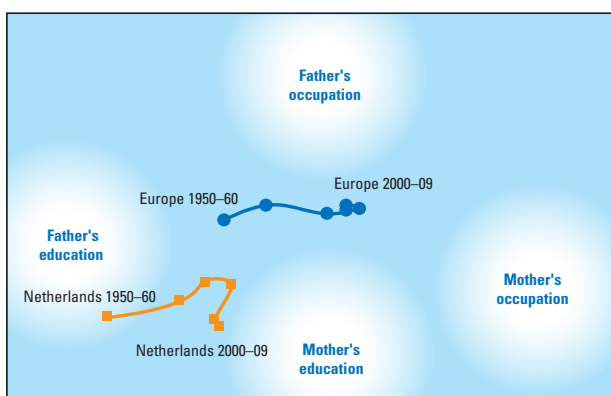 Father's
occupation
Europe 2000–09
Europe 1950–60
Father's
education
Mother's
occupation
Netherlands 1950–60
Netherlands 2000–09
Mother's
education